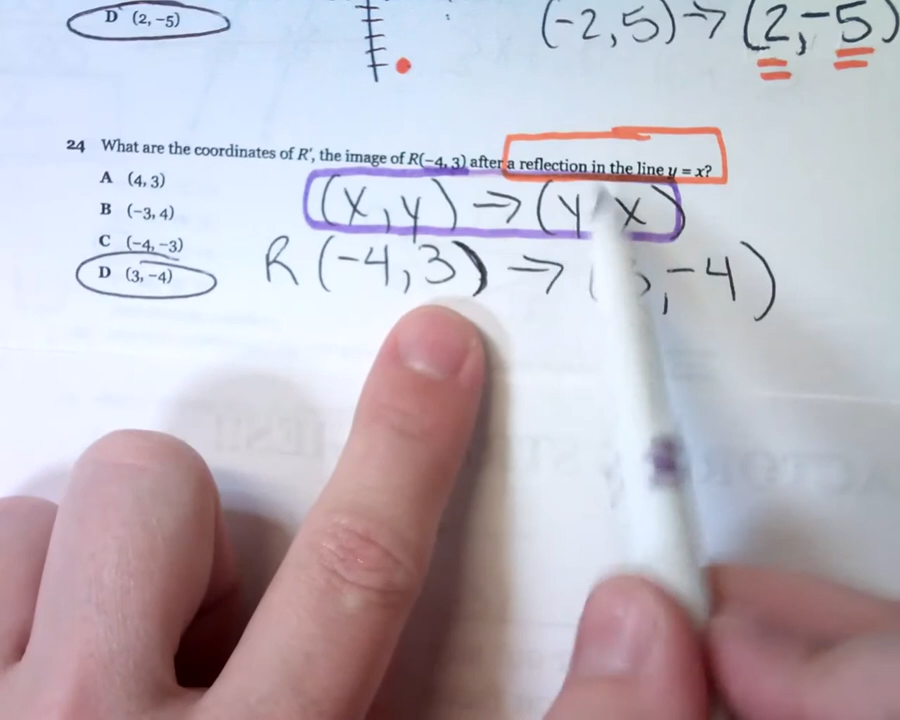 D (2, −5)
(-2,5)→(2,-5)
24 What are the coordinates of R′, the image of R(−4, 3) after a reflection in the line y = x?
A (4, 3)
B (−3, 4)
C (−4, −3)
D (3, −4)
(x,y)→(y x)
R(-4,3)→( ,-4)